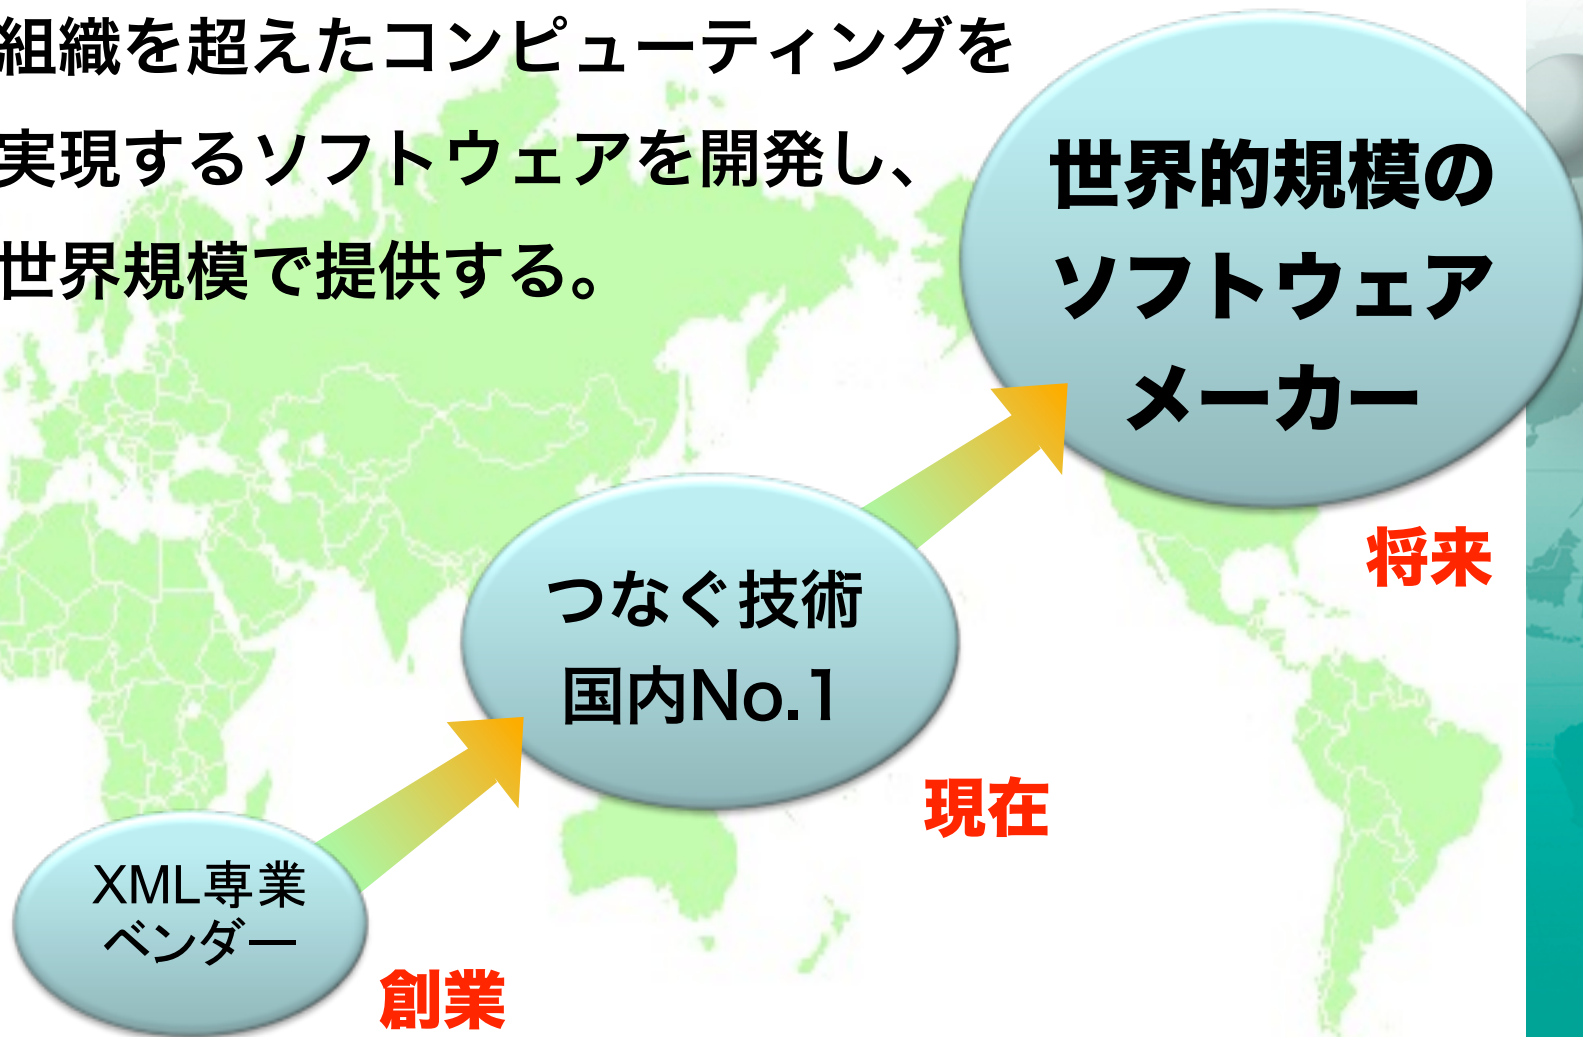 組織を超えたコンピューティングを
実現するソフトウェアを開発し、
世界規模で提供する。
世界的規模の
ソフトウェア
メーカー
将来
つなぐ技術
国内No.1
現在
XML専業
ベンダー
創業